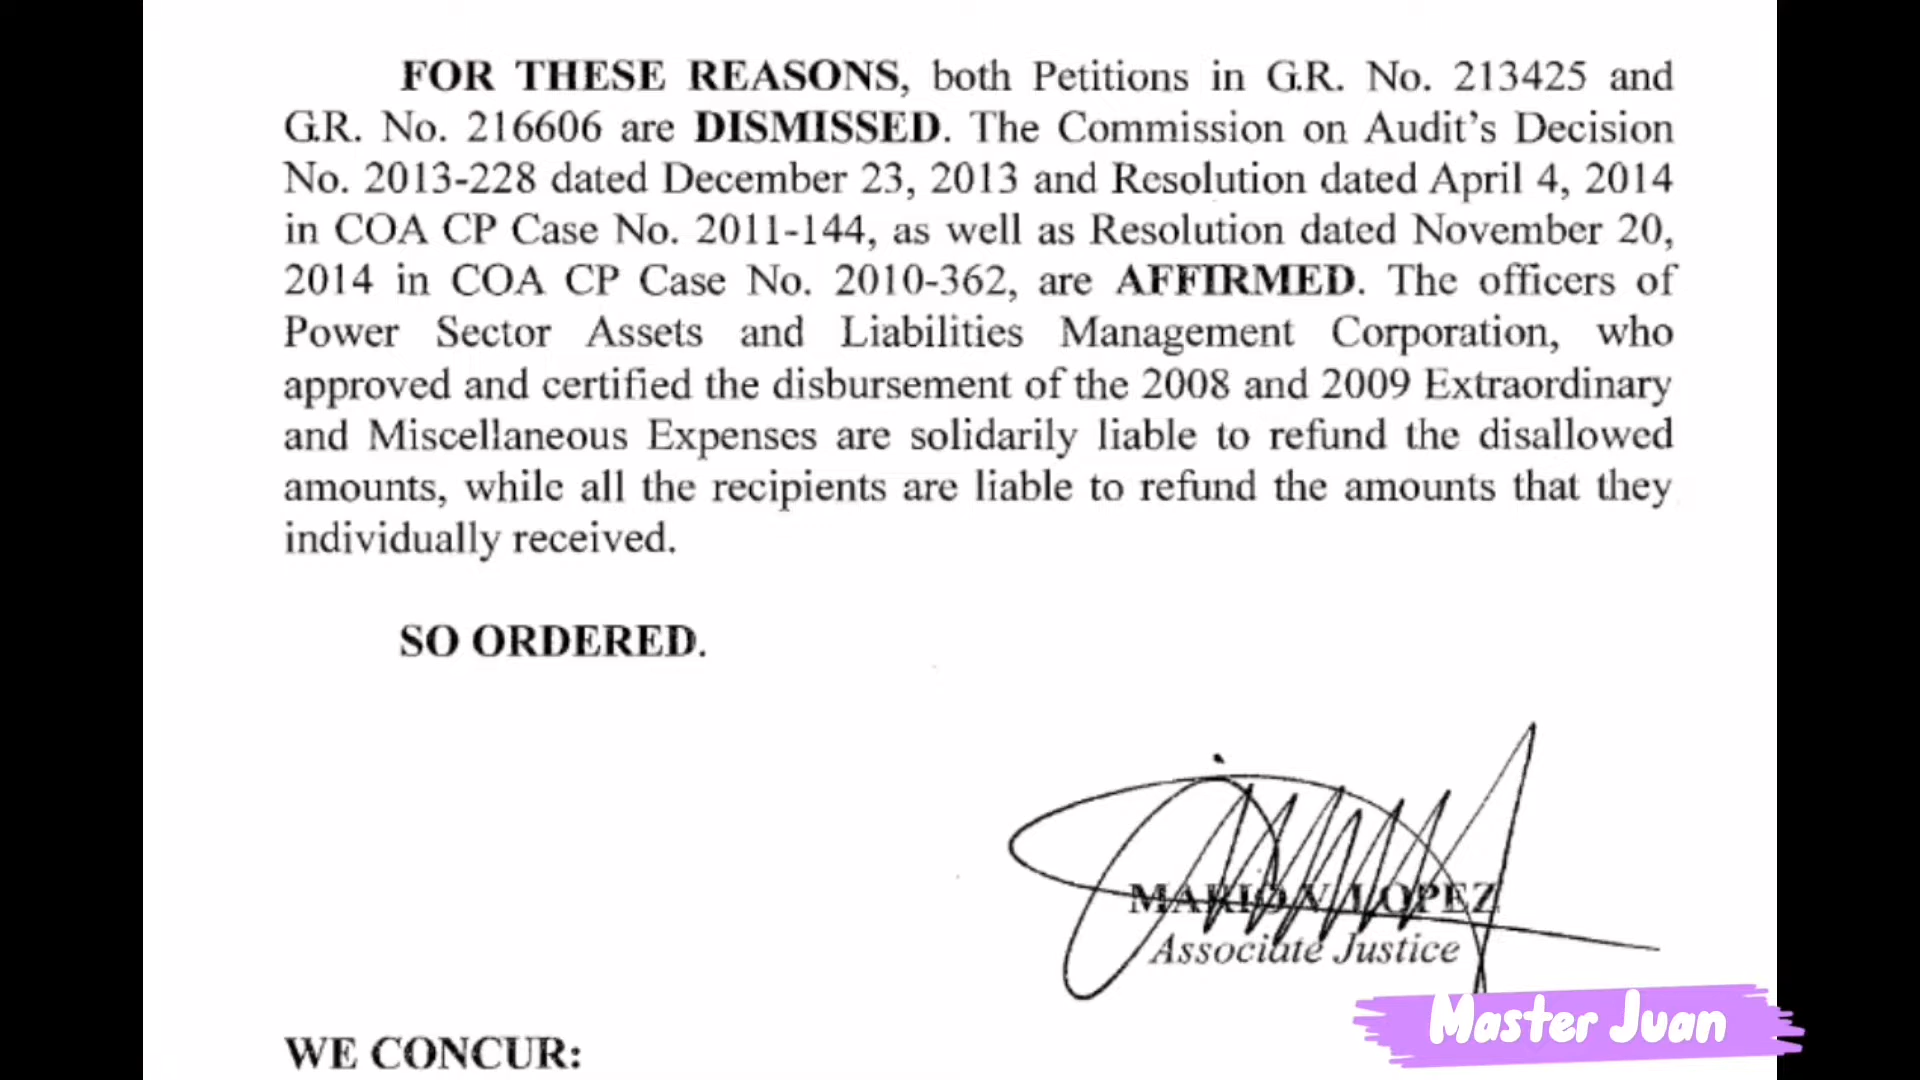 FOR THESE REASONS, both Petitions in G.R. No. 213425 and
G.R. No. 216606 are DISMISSED. The Commission on Audit's Decision
No. 2013-228 dated December 23, 2013 and Resolution dated April 4, 2014
in COA CP Case No. 2011-144, as well as Resolution dated November 20,
2014 in COA CP Case No. 2010-362, are AFFIRMED. The officers of
Power Sector Assets and Liabilities Management Corporation, who
approved and certified the disbursement of the 2008 and 2009 Extraordinary
and Miscellaneous Expenses are solidarily liable to refund the disallowed
amounts, while all the recipients are liable to refund the amounts that they
individually received.
SO ORDERED.
MARIO V. LOPEZ
Associate Justice
Master Juan
WE CONCUR: